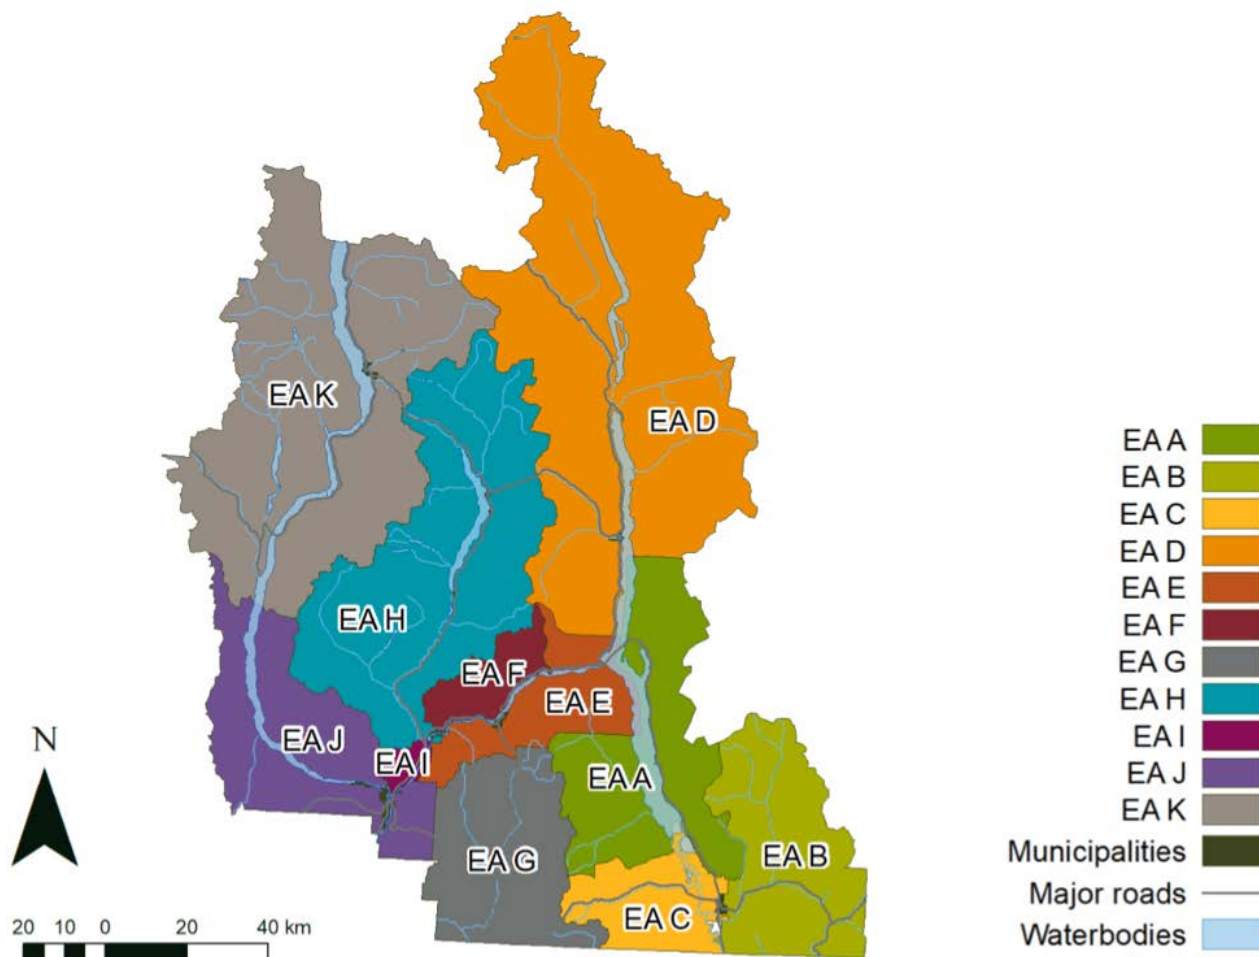 EA K
EA D
EA H
EA F
EA E
EA J
EA I
EA A
EA B
EA G
EA C
N
20 10 0 20 40 km
EA A
EA B
EA C
EA D
EA E
EA F
EA G
EA H
EA I
EA J
EA K
Municipalities
Major roads
Waterbodies